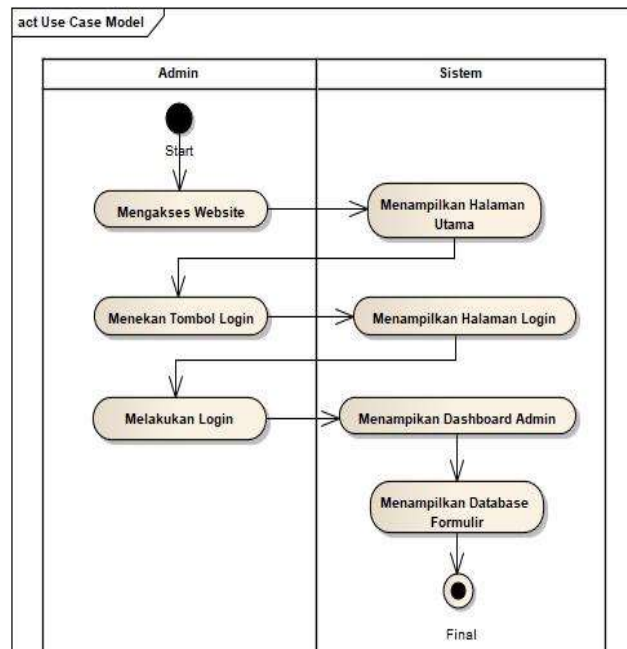 act Use Case Model
Admin
Sistem
Start
Mengakses Website
Menampilkan Halaman
Utama
Menekan Tombol Login
Menampilkan Halaman Login
Melakukan Login
Menampikan Dashboard Admin
Menampilkan Database
Formulir
Final